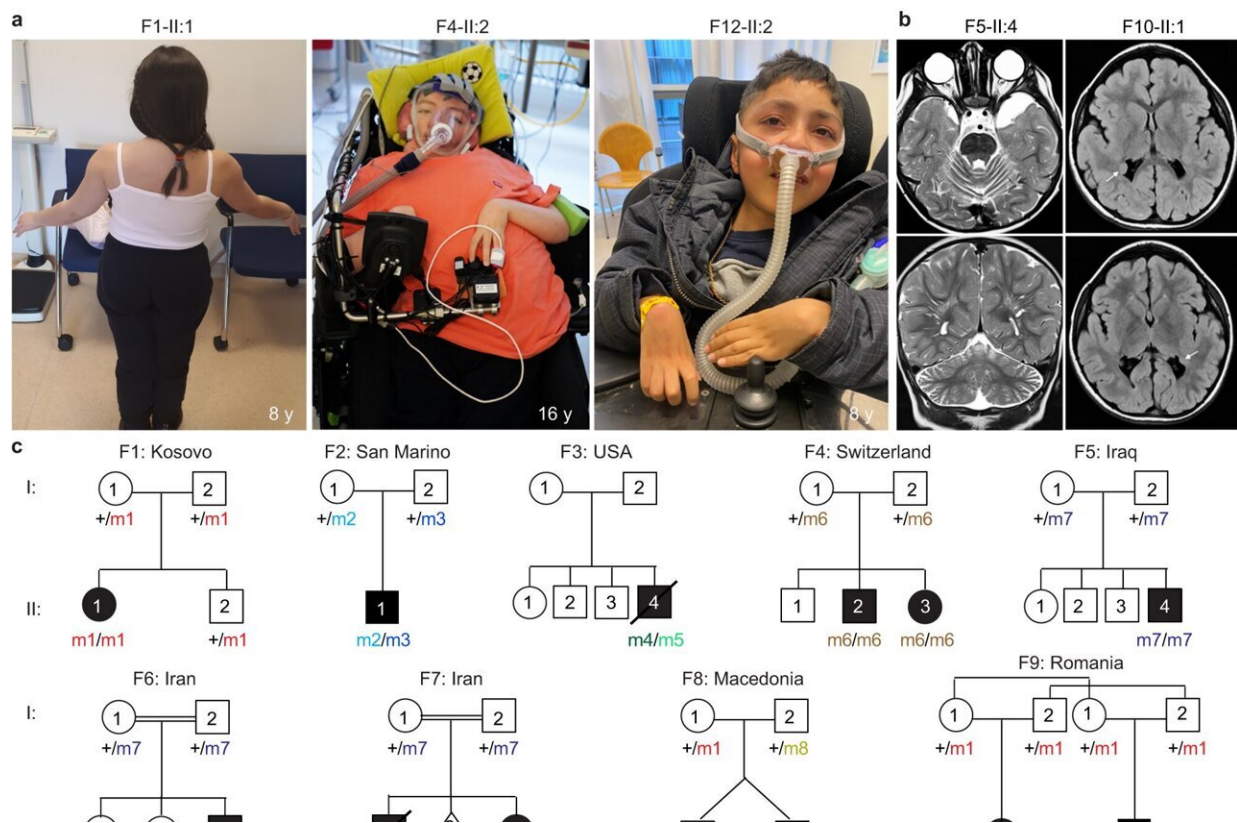 a
F1-II:1
F4-II:2
F12-II:2
b
F5-II:4
F10-II:1
8 y
16 y
8 y
c
F1: Kosovo
F2: San Marino
F3: USA
F4: Switzerland
F5: Iraq
I:
1 2
1 2
1 2
1 2
1 2
+/m1 +/m1
+/m2 +/m3
+/m6 +/m6
+/m7 +/m7
II:
1 2
1
1 2 3 4
1 2 3
1 2 3 4
m1/m1 +/m1
m2/m3
m4/m5
m6/m6 m6/m6
m7/m7
F6: Iran
F7: Iran
F8: Macedonia
F9: Romania
I:
1 2
1 2
1 2
1 2 1 2
+/m7 +/m7
+/m7 +/m7
+/m1 +/m8
+/m1 +/m1 +/m1 +/m1